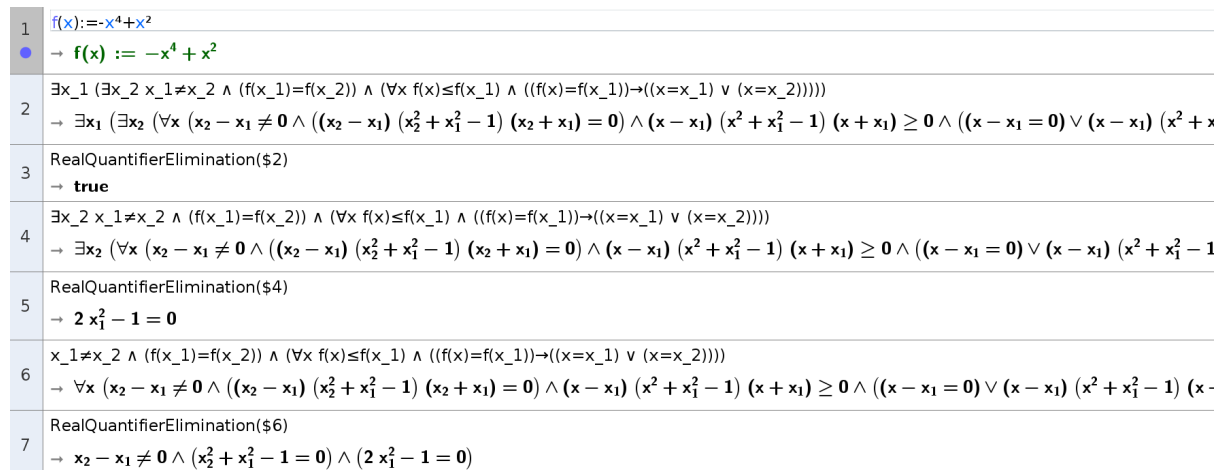 1
f(x):=-x⁴+x²
→ f(x) := −x⁴ + x²
2
∃x_1 (∃x_2 x_1≠x_2 ∧ (f(x_1)=f(x_2)) ∧ (∀x f(x)≤f(x_1) ∧ ((f(x)=f(x_1))→((x=x_1) ∨ (x=x_2)))))
→ ∃x₁ (∃x₂ (∀x (x₂ − x₁ ≠ 0 ∧ ((x₂ − x₁) (x₂² + x₁² − 1) (x₂ + x₁) = 0) ∧ (x − x₁) (x² + x₁² − 1) (x + x₁) ≥ 0 ∧ ((x − x₁ = 0) ∨ (x − x₁) (x² + x
3
RealQuantifierElimination($2)
→ true
4
∃x_2 x_1≠x_2 ∧ (f(x_1)=f(x_2)) ∧ (∀x f(x)≤f(x_1) ∧ ((f(x)=f(x_1))→((x=x_1) ∨ (x=x_2))))
→ ∃x₂ (∀x (x₂ − x₁ ≠ 0 ∧ ((x₂ − x₁) (x₂² + x₁² − 1) (x₂ + x₁) = 0) ∧ (x − x₁) (x² + x₁² − 1) (x + x₁) ≥ 0 ∧ ((x − x₁ = 0) ∨ (x − x₁) (x² + x₁² − 1
5
RealQuantifierElimination($4)
→ 2 x₁² − 1 = 0
6
x_1≠x_2 ∧ (f(x_1)=f(x_2)) ∧ (∀x f(x)≤f(x_1) ∧ ((f(x)=f(x_1))→((x=x_1) ∨ (x=x_2))))
→ ∀x (x₂ − x₁ ≠ 0 ∧ ((x₂ − x₁) (x₂² + x₁² − 1) (x₂ + x₁) = 0) ∧ (x − x₁) (x² + x₁² − 1) (x + x₁) ≥ 0 ∧ ((x − x₁ = 0) ∨ (x − x₁) (x² + x₁² − 1) (x
7
RealQuantifierElimination($6)
→ x₂ − x₁ ≠ 0 ∧ (x₂² + x₁² − 1 = 0) ∧ (2 x₁² − 1 = 0)